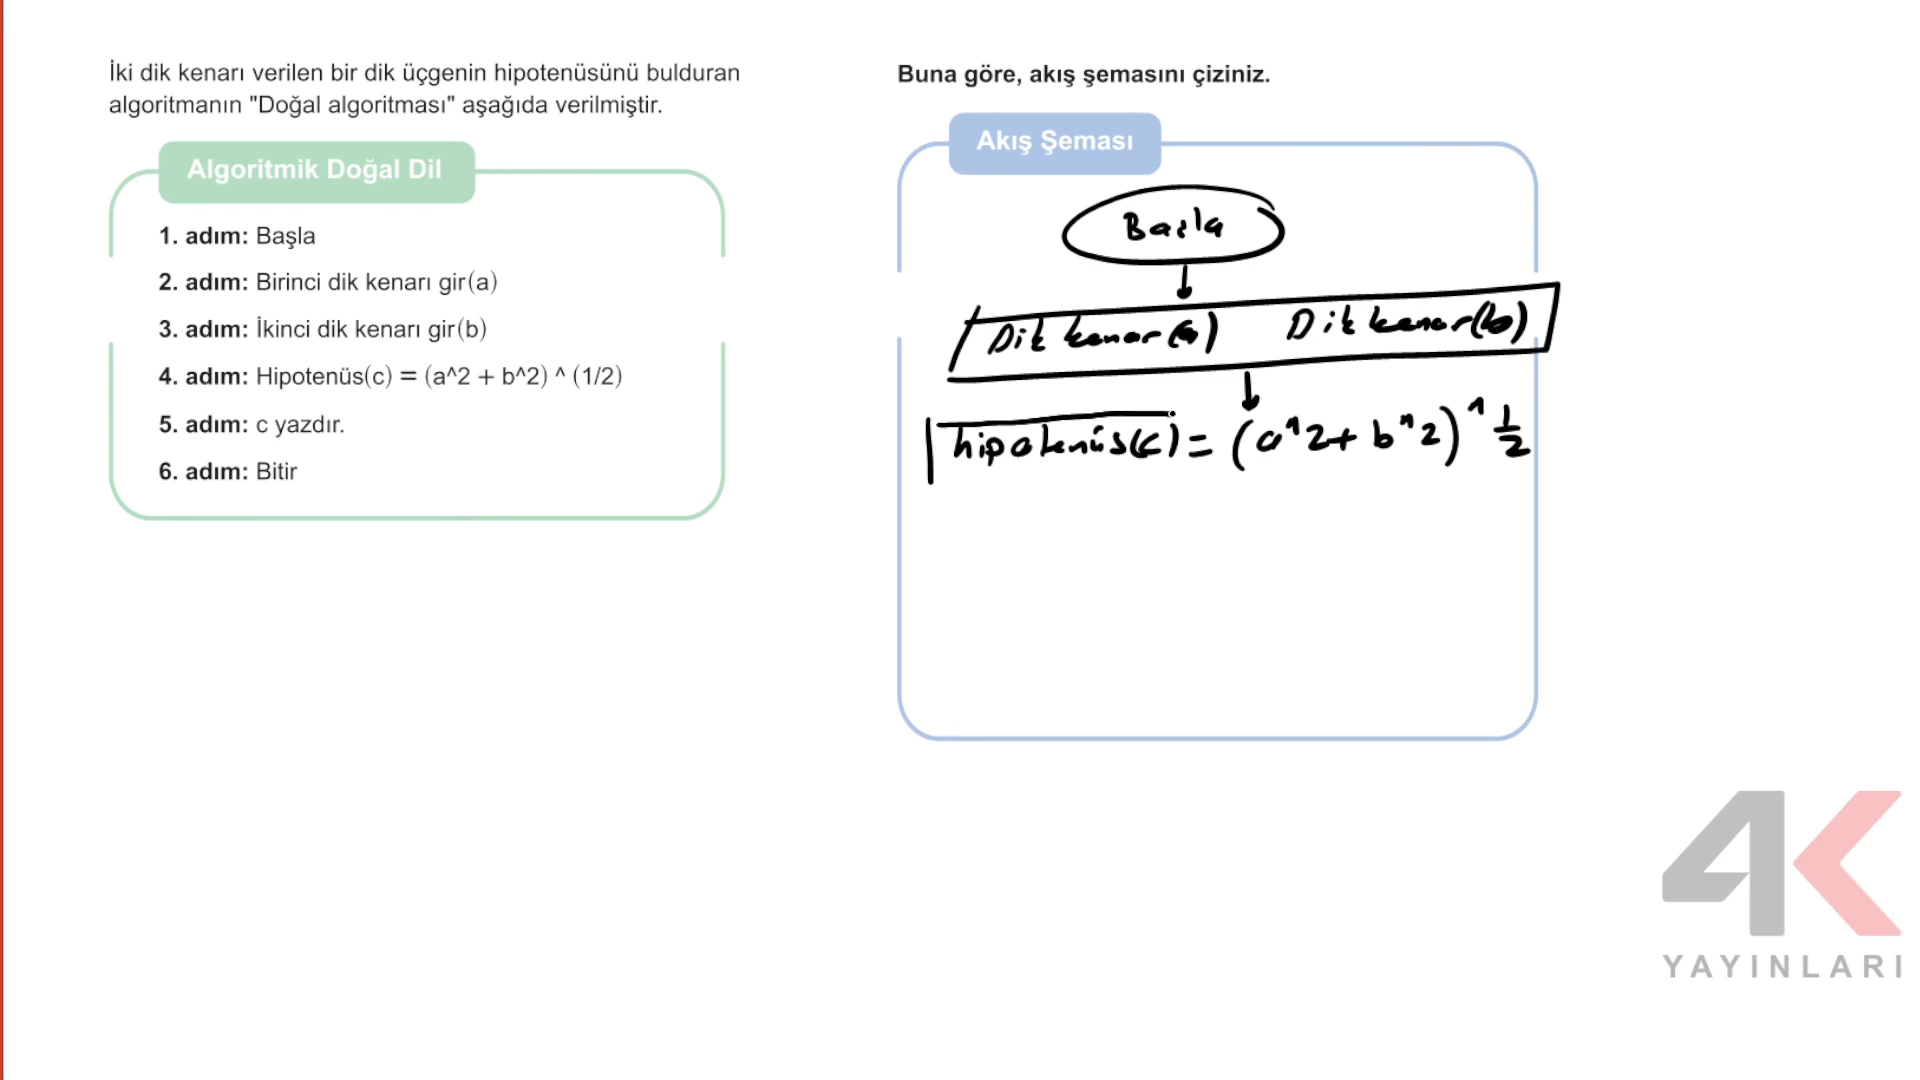 İki dik kenarı verilen bir dik üçgenin hipotenüsünü bulduran
algoritmanın "Doğal algoritması" aşağıda verilmiştir.
Algoritmik Doğal Dil
1. adım: Başla
2. adım: Birinci dik kenarı gir(a)
3. adım: İkinci dik kenarı gir(b)
4. adım: Hipotenüs(c) = (a^2 + b^2) ^ (1/2)
5. adım: c yazdır.
6. adım: Bitir
Buna göre, akış şemasını çiziniz.
Akış Şeması
Başla
Dik kenar(a) Dik kenar(b)
hipotenüs(c) = (a^2+ b^2)^ 1/2
4K
YAYINLARI